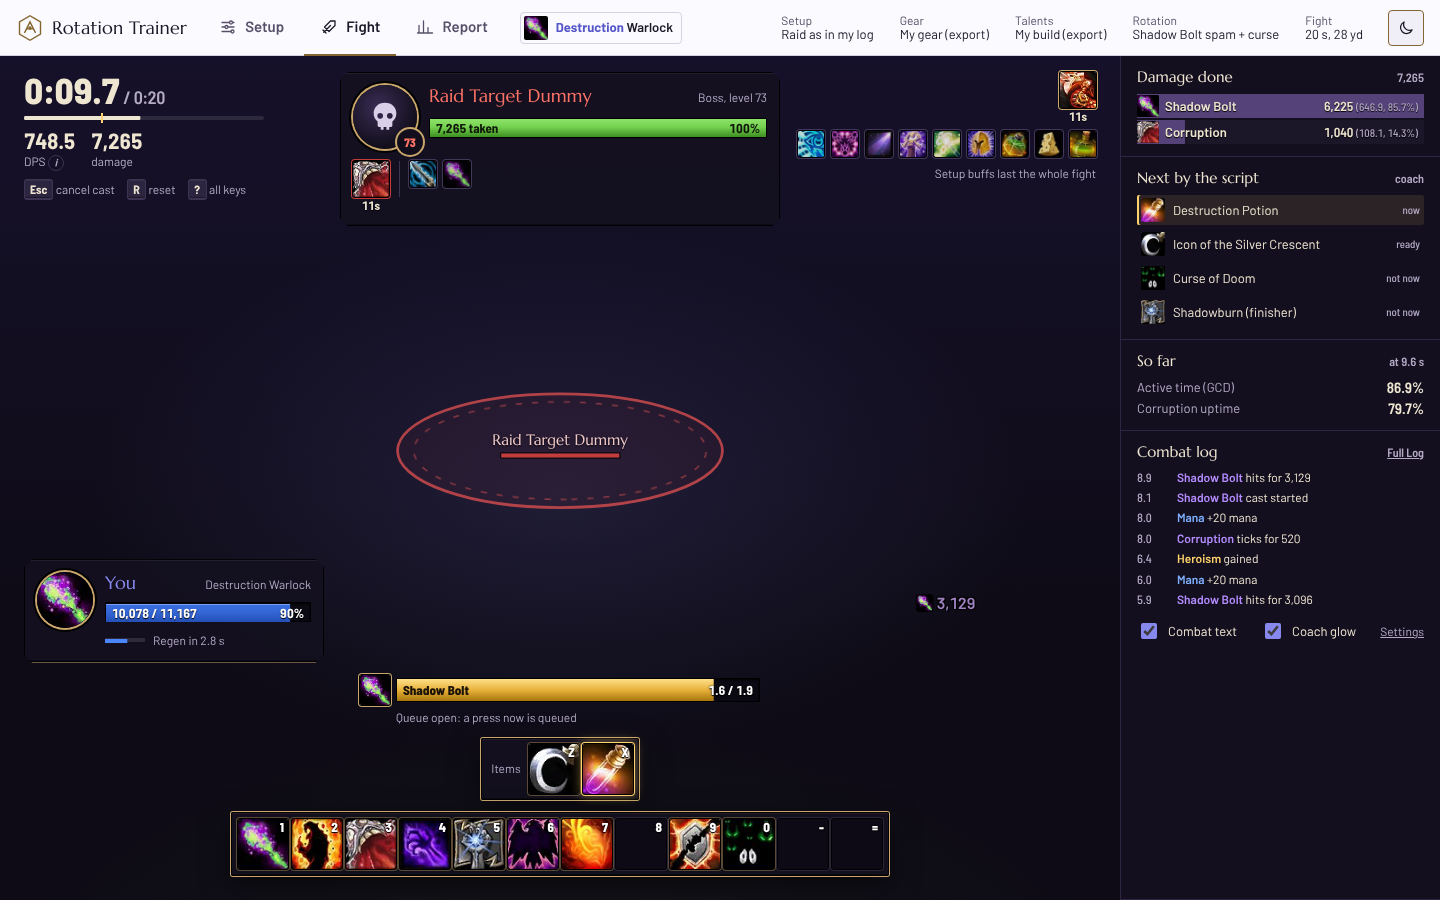 Rotation Trainer
Setup
Fight
Report
Destruction Warlock
Setup
Raid as in my log
Gear
My gear (export)
Talents
My build (export)
Rotation
Shadow Bolt spam + curse
Fight
20 s, 28 yd
0:09.7 / 0:20
748.5
DPS i
7,265
damage
Esc cancel cast
R reset
? all keys
Raid Target Dummy
Boss, level 73
7,265 taken 100%
73
11s
11s
Setup buffs last the whole fight
Raid Target Dummy
You
Destruction Warlock
10,078 / 11,167 90%
Regen in 2.8 s
3,129
Shadow Bolt 1.6 / 1.9
Queue open: a press now is queued
Items
Z
X
1
2
3
4
5
6
7
8
9
0
-
=
Damage done 7,265
Shadow Bolt 6,225 (646.9, 85.7%)
Corruption 1,040 (108.1, 14.3%)
Next by the script coach
Destruction Potion now
Icon of the Silver Crescent ready
Curse of Doom not now
Shadowburn (finisher) not now
So far at 9.6 s
Active time (GCD) 86.9%
Corruption uptime 79.7%
Combat log Full Log
8.9 Shadow Bolt hits for 3,129
8.1 Shadow Bolt cast started
8.0 Mana +20 mana
8.0 Corruption ticks for 520
6.4 Heroism gained
6.0 Mana +20 mana
5.9 Shadow Bolt hits for 3,096
Combat text
Coach glow
Settings